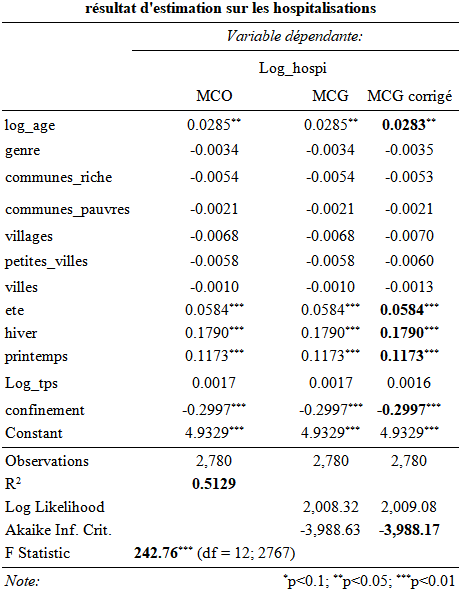 résultat d'estimation sur les hospitalisations
Variable dépendante:
Log_hospi
MCO MCG MCG corrigé
log_age 0.0285** 0.0285** 0.0283**
genre -0.0034 -0.0034 -0.0035
communes_riche -0.0054 -0.0054 -0.0053
communes_pauvres -0.0021 -0.0021 -0.0021
villages -0.0068 -0.0068 -0.0070
petites_villes -0.0058 -0.0058 -0.0060
villes -0.0010 -0.0010 -0.0013
ete 0.0584*** 0.0584*** 0.0584***
hiver 0.1790*** 0.1790*** 0.1790***
printemps 0.1173*** 0.1173*** 0.1173***
Log_tps 0.0017 0.0017 0.0016
confinement -0.2997*** -0.2997*** -0.2997***
Constant 4.9329*** 4.9329*** 4.9329***
Observations 2,780 2,780 2,780
R² 0.5129
Log Likelihood 2,008.32 2,009.08
Akaike Inf. Crit. -3,988.63 -3,988.17
F Statistic 242.76*** (df = 12; 2767)
Note: *p<0.1; **p<0.05; ***p<0.01